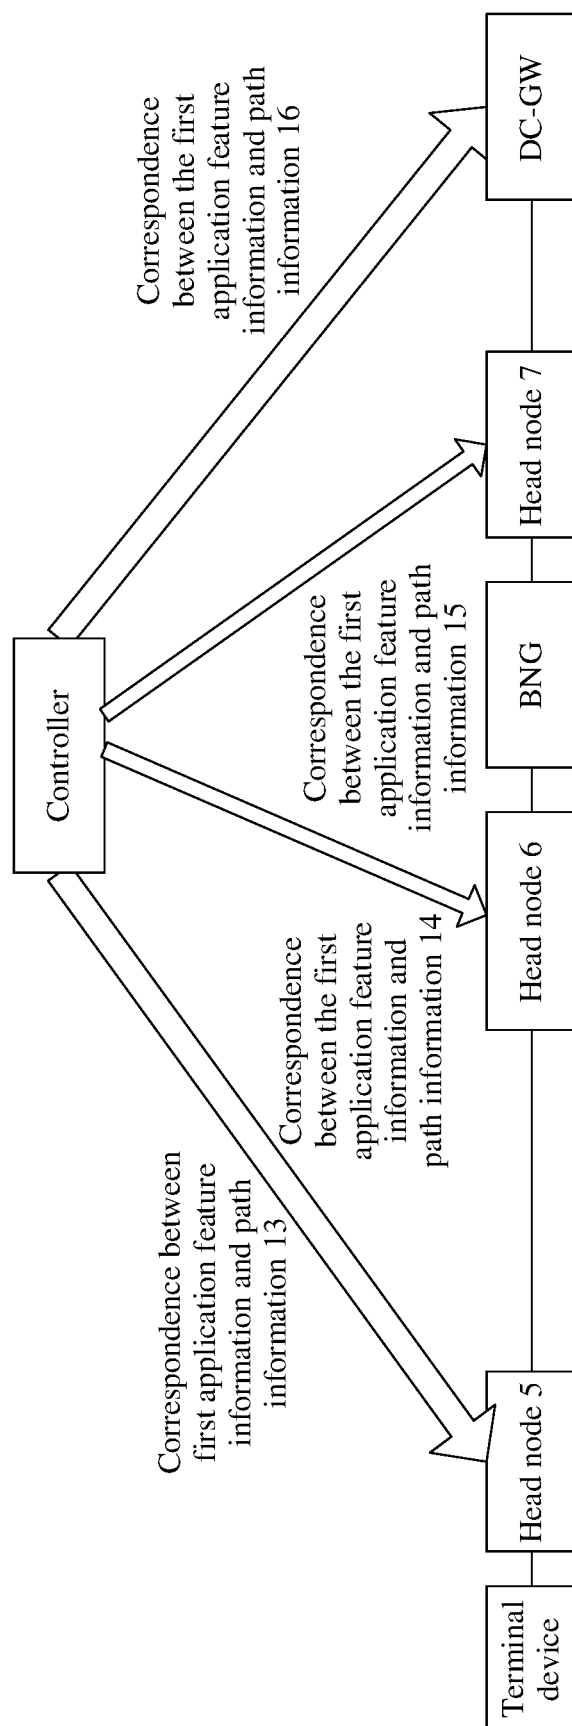 Controller
Correspondence between
first application feature
information and path
information 13
Correspondence
between the first
application feature
information and
path information 14
Correspondence
between the first
application feature
information and path
information 15
Correspondence
between the first
application feature
information and path
information 16
Terminal
device
Head node 5
Head node 6
BNG
Head node 7
DC-GW